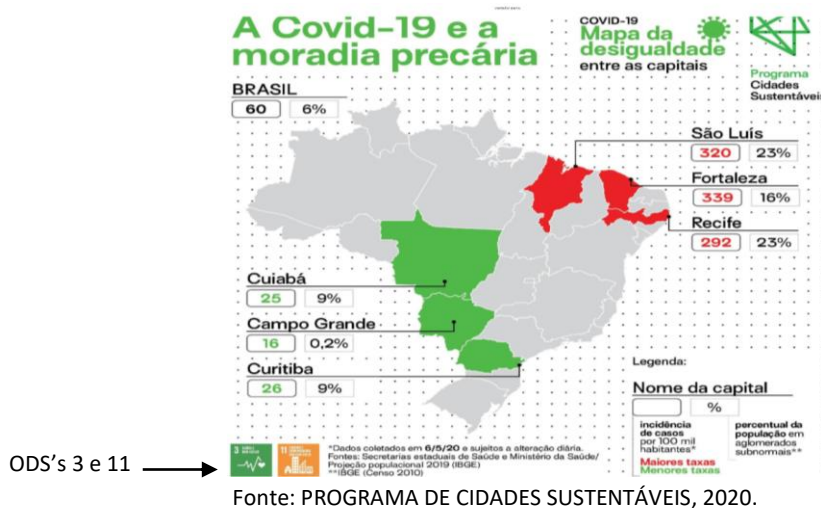 A Covid-19 e a
moradia precária
COVID-19
Mapa da
desigualdade
entre as capitais
Programa
Cidades
Sustentáveis
BRASIL
60 6%
São Luís
320 23%
Fortaleza
339 16%
Recife
292 23%
Cuiabá
25 9%
Campo Grande
16 0,2%
Curitiba
26 9%
Legenda:
Nome da capital
%
incidência
de casos
por 100 mil
habitantes*
percentual da
população em
aglomerados
subnormais**
Maiores taxas
Menores taxas
ODS's 3 e 11
3
11
*Dados coletados em 6/5/20 e sujeitos a alteração diária.
Fontes: Secretarias estaduais de Saúde e Ministério da Saúde/
Projeção populacional 2019 (IBGE)
**IBGE (Censo 2010)
Fonte: PROGRAMA DE CIDADES SUSTENTÁVEIS, 2020.